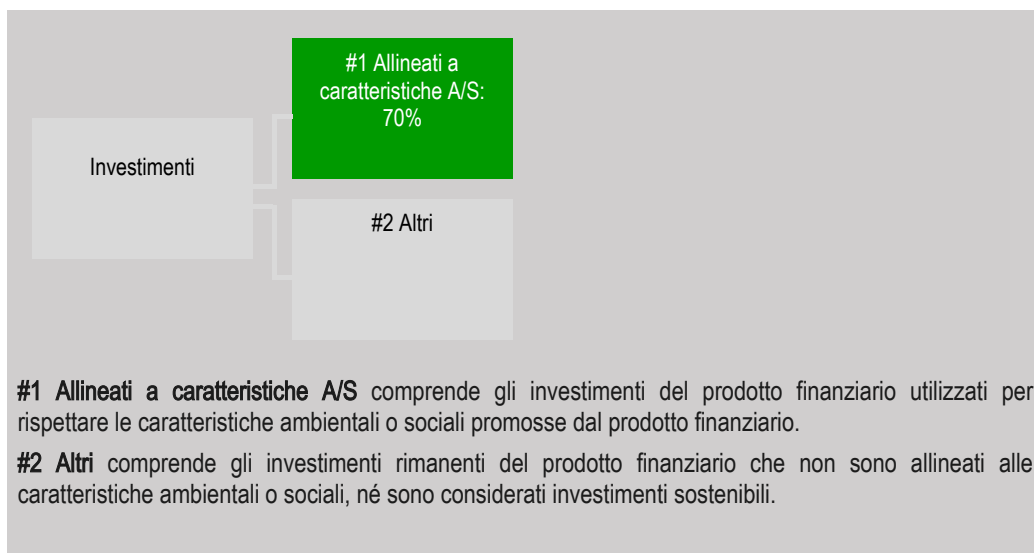 #1 Allineati a
caratteristiche A/S:
70%
Investimenti
#2 Altri
#1 Allineati a caratteristiche A/S comprende gli investimenti del prodotto finanziario utilizzati per
rispettare le caratteristiche ambientali o sociali promosse dal prodotto finanziario.
#2 Altri comprende gli investimenti rimanenti del prodotto finanziario che non sono allineati alle
caratteristiche ambientali o sociali, né sono considerati investimenti sostenibili.